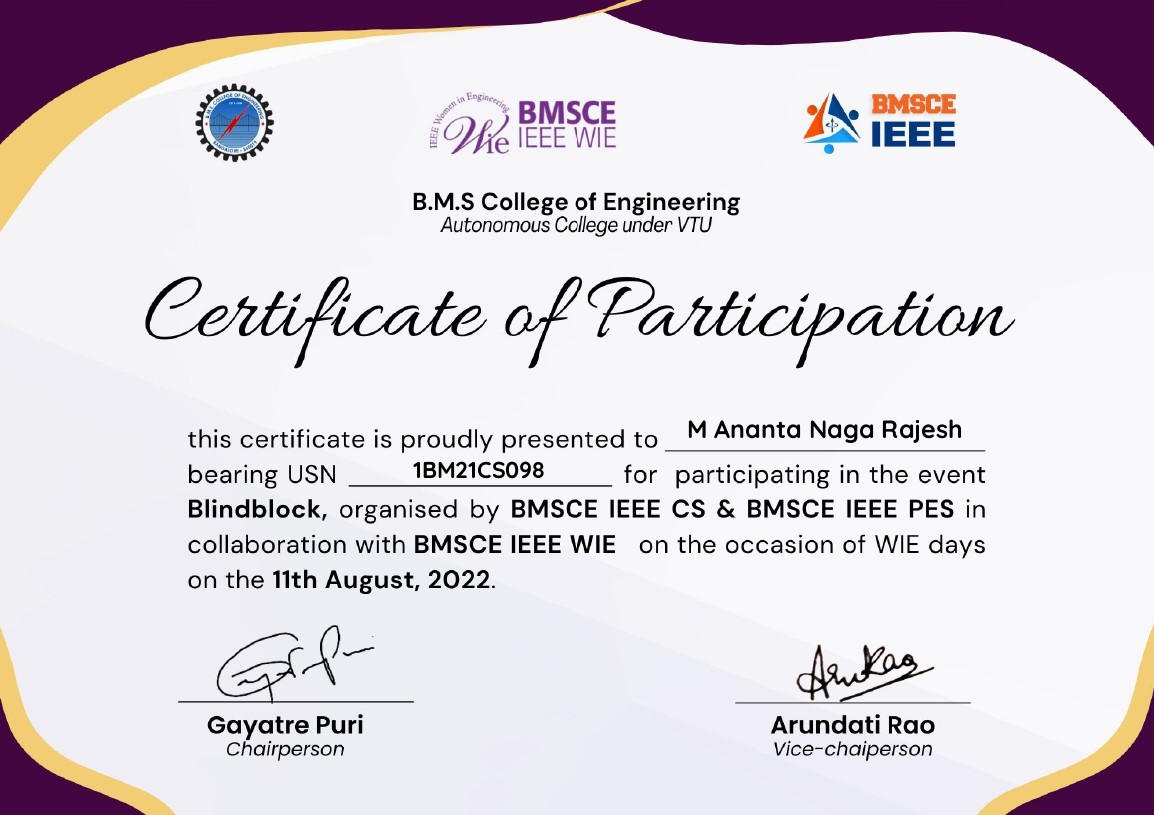 B.M.S. COLLEGE OF ENGINEERING
IEEE Women in Engineering
Wie
BMSCE
IEEE WIE
BMSCE
IEEE
B.M.S College of Engineering
Autonomous College under VTU
Certificate of Participation
this certificate is proudly presented to M Ananta Naga Rajesh
bearing USN 1BM21CS098 for participating in the event
Blindblock, organised by BMSCE IEEE CS & BMSCE IEEE PES in
collaboration with BMSCE IEEE WIE on the occasion of WIE days
on the 11th August, 2022.
Gayatre Puri
Chairperson
Arundati Rao
Vice-chaiperson